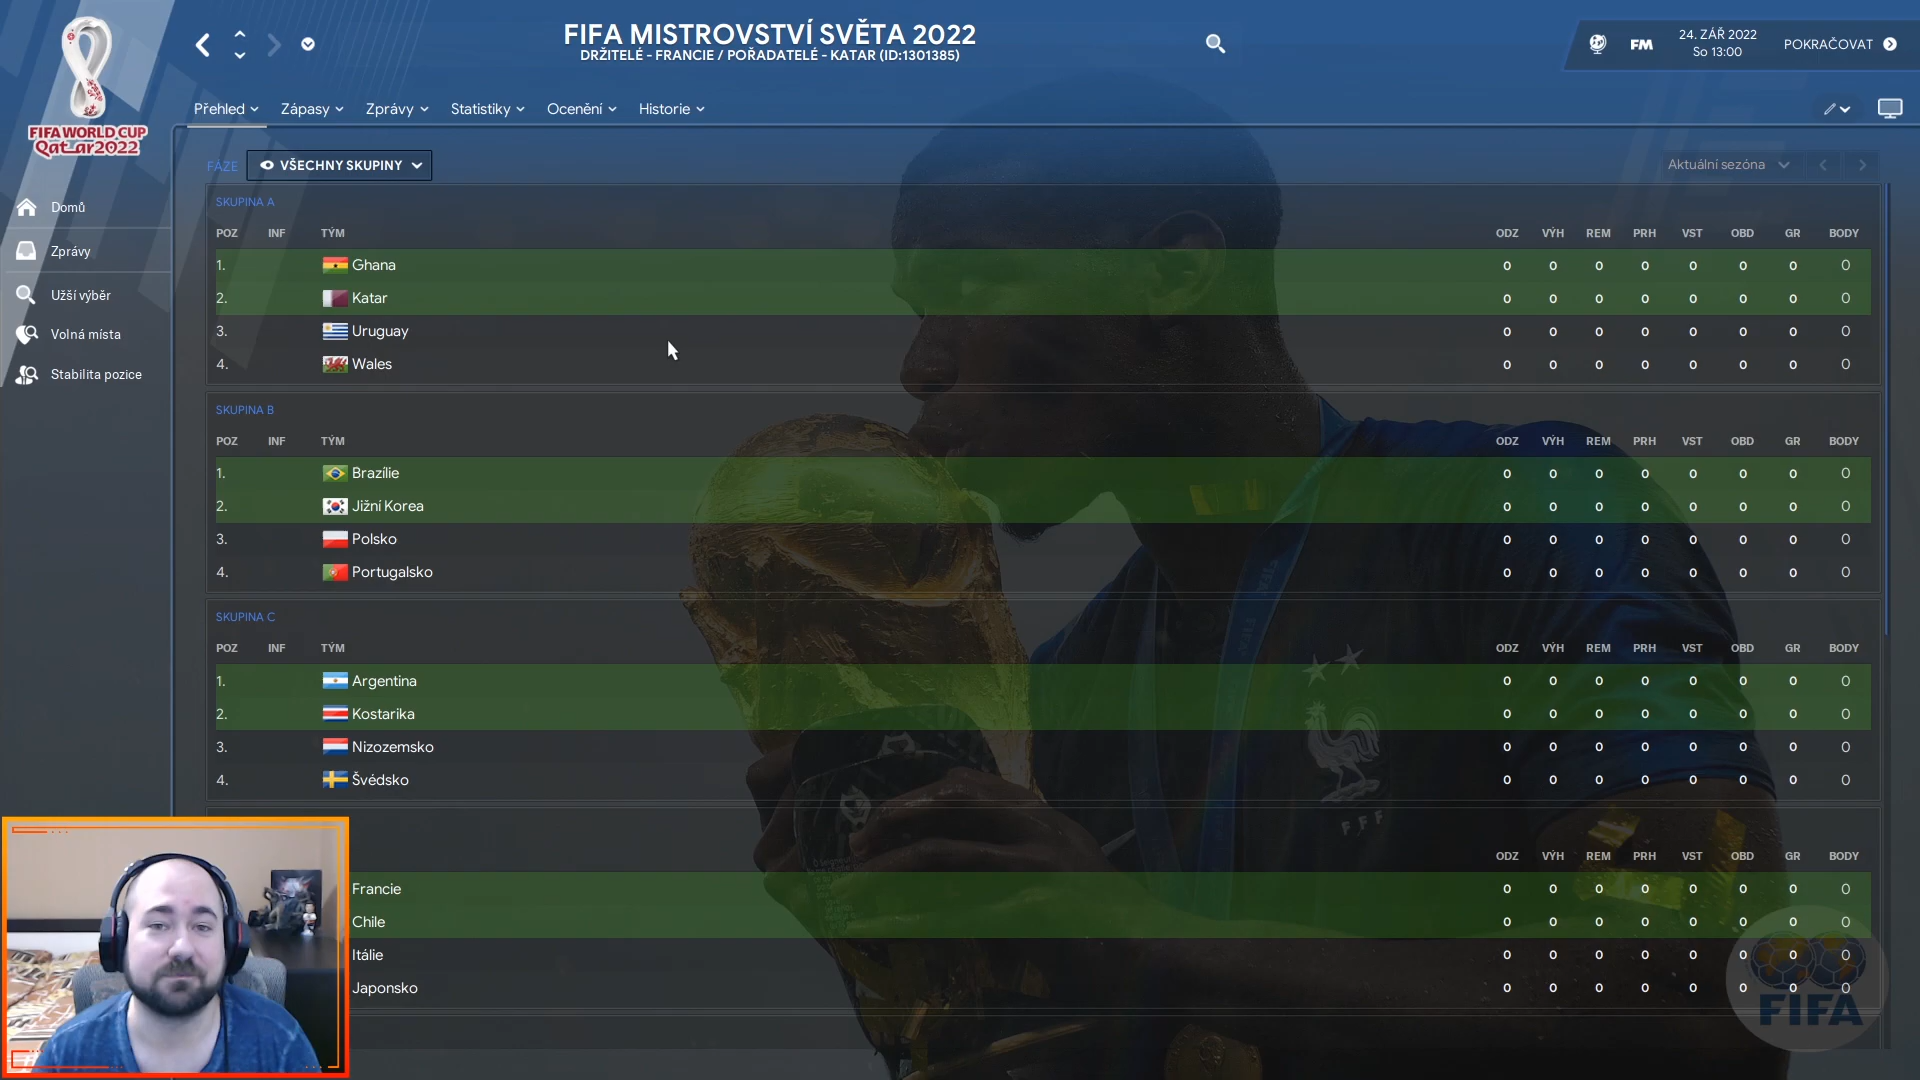 FIFA MISTROVSTVÍ SVĚTA 2022
DRŽITELÉ - FRANCIE / POŘADATELÉ - KATAR (ID:1301385)
FM
24. ZÁŘ 2022
So 13:00
POKRAČOVAT
FIFA WORLD CUP
Qatar2022
Přehled
Zápasy
Zprávy
Statistiky
Ocenění
Historie
Domů
Zprávy
Užší výběr
Volná místa
Stabilita pozice
FÁZE
VŠECHNY SKUPINY
Aktuální sezóna
SKUPINA A
POZ INF TÝM ODZ VÝH REM PRH VST OBD GR BODY
1. Ghana 0 0 0 0 0 0 0 0
2. Katar 0 0 0 0 0 0 0 0
3. Uruguay 0 0 0 0 0 0 0 0
4. Wales 0 0 0 0 0 0 0 0
SKUPINA B
POZ INF TÝM ODZ VÝH REM PRH VST OBD GR BODY
1. Brazílie 0 0 0 0 0 0 0 0
2. Jižní Korea 0 0 0 0 0 0 0 0
3. Polsko 0 0 0 0 0 0 0 0
4. Portugalsko 0 0 0 0 0 0 0 0
SKUPINA C
POZ INF TÝM ODZ VÝH REM PRH VST OBD GR BODY
1. Argentina 0 0 0 0 0 0 0 0
2. Kostarika 0 0 0 0 0 0 0 0
3. Nizozemsko 0 0 0 0 0 0 0 0
4. Švédsko 0 0 0 0 0 0 0 0
ODZ VÝH REM PRH VST OBD GR BODY
Francie 0 0 0 0 0 0 0 0
Chile 0 0 0 0 0 0 0 0
Itálie 0 0 0 0 0 0 0 0
Japonsko 0 0 0 0 0 0 0 0
FFF
FIFA